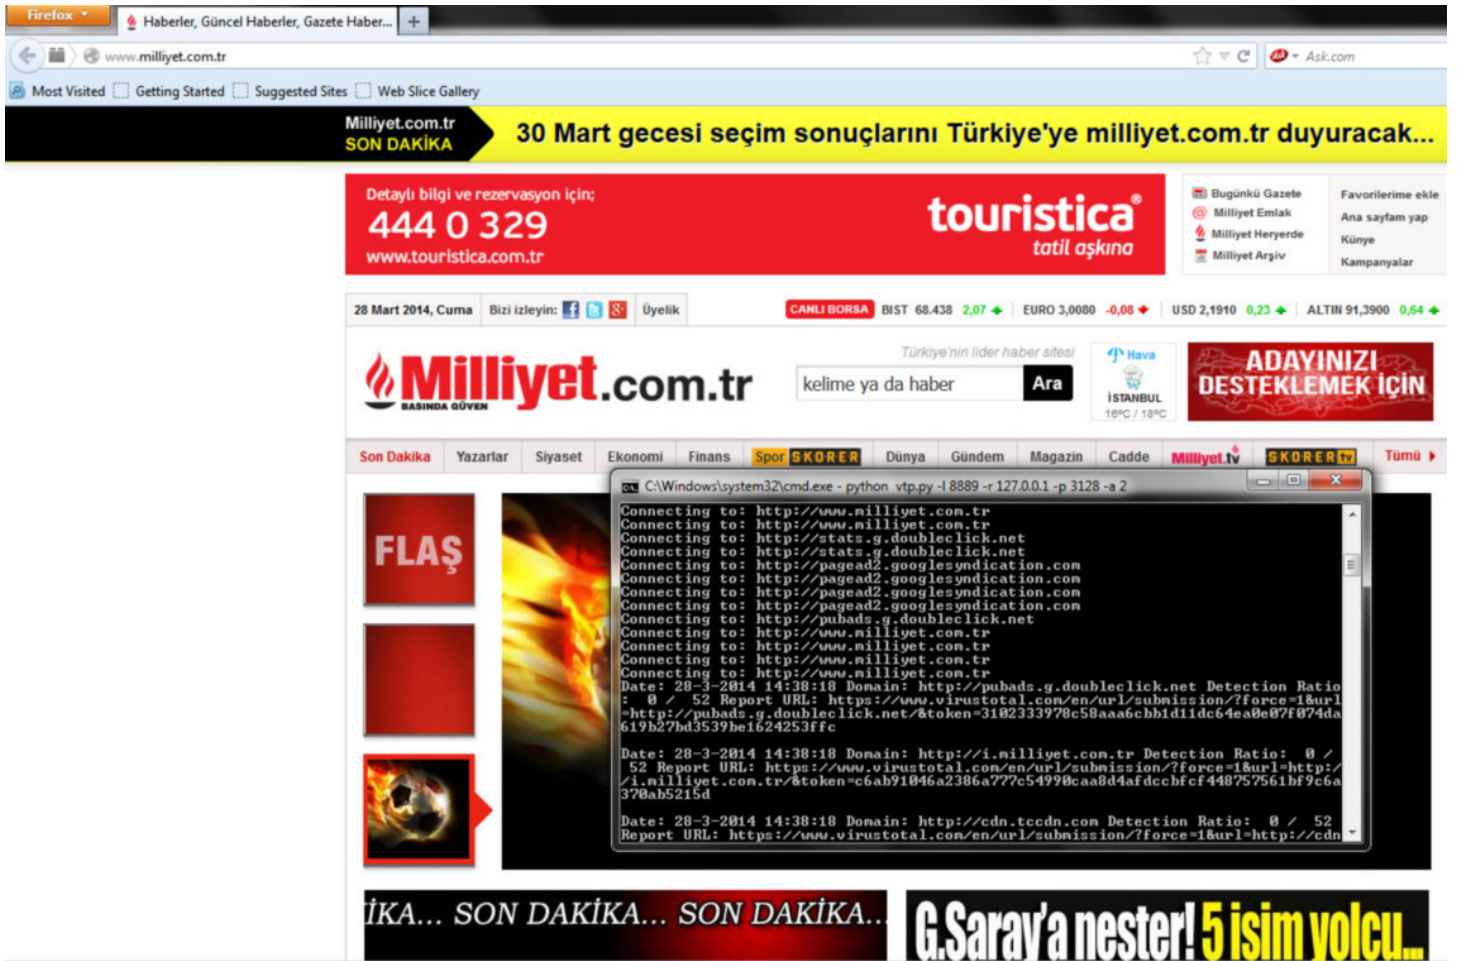 Firefox
Haberler, Güncel Haberler, Gazete Haber...
www.milliyet.com.tr
Ask.com
Most Visited Getting Started Suggested Sites Web Slice Gallery
Milliyet.com.tr
SON DAKİKA
30 Mart gecesi seçim sonuçlarını Türkiye'ye milliyet.com.tr duyuracak...
Detaylı bilgi ve rezervasyon için;
444 0 329
www.touristica.com.tr
touristica®
tatil aşkına
Bugünkü Gazete
Milliyet Emlak
Milliyet Heryerde
Milliyet Arşiv
Favorilerime ekle
Ana sayfam yap
Künye
Kampanyalar
28 Mart 2014, Cuma Bizi izleyin: Üyelik
CANLI BORSA BIST 68.438 2,07 EURO 3,0080 -0,08 USD 2,1910 0,23 ALTIN 91,3900 0,64
Milliyet.com.tr
BASINDA GÜVEN
Türkiye'nin lider haber sitesi
kelime ya da haber Ara
Hava
İSTANBUL
16ºC / 18ºC
ADAYINIZI
DESTEKLEMEK İÇİN
Son Dakika Yazarlar Siyaset Ekonomi Finans Spor SKORER Dünya Gündem Magazin Cadde Milliyet.tv SKORER tv Tümü
FLAŞ
C:\Windows\system32\cmd.exe - python vtp.py -l 8889 -r 127.0.0.1 -p 3128 -a 2
Connecting to: http://www.milliyet.com.tr
Connecting to: http://www.milliyet.com.tr
Connecting to: http://stats.g.doubleclick.net
Connecting to: http://stats.g.doubleclick.net
Connecting to: http://pagead2.googlesyndication.com
Connecting to: http://pagead2.googlesyndication.com
Connecting to: http://pagead2.googlesyndication.com
Connecting to: http://pagead2.googlesyndication.com
Connecting to: http://pubads.g.doubleclick.net
Connecting to: http://www.milliyet.com.tr
Connecting to: http://www.milliyet.com.tr
Connecting to: http://www.milliyet.com.tr
Connecting to: http://www.milliyet.com.tr
Date: 28-3-2014 14:38:18 Domain: http://pubads.g.doubleclick.net Detection Ratio
: 0 / 52 Report URL: https://www.virustotal.com/en/url/submission/?force=1&url
=http://pubads.g.doubleclick.net/&token=3102333978c58aaa6cbb1d11dc64ea0e07f074da
619b27bd3539be1624253ffc
Date: 28-3-2014 14:38:18 Domain: http://i.milliyet.com.tr Detection Ratio: 0 /
52 Report URL: https://www.virustotal.com/en/url/submission/?force=1&url=http:/
/i.milliyet.com.tr/&token=c6ab91046a2386a777c54990caa8d4afdccbfcf448757561bf9c6a
370ab5215d
Date: 28-3-2014 14:38:18 Domain: http://cdn.tccdn.com Detection Ratio: 0 / 52
Report URL: https://www.virustotal.com/en/url/submission/?force=1&url=http://cdn
İKA... SON DAKİKA... SON DAKİKA..
G.Saray'a neşter! 5 isim yolcu...